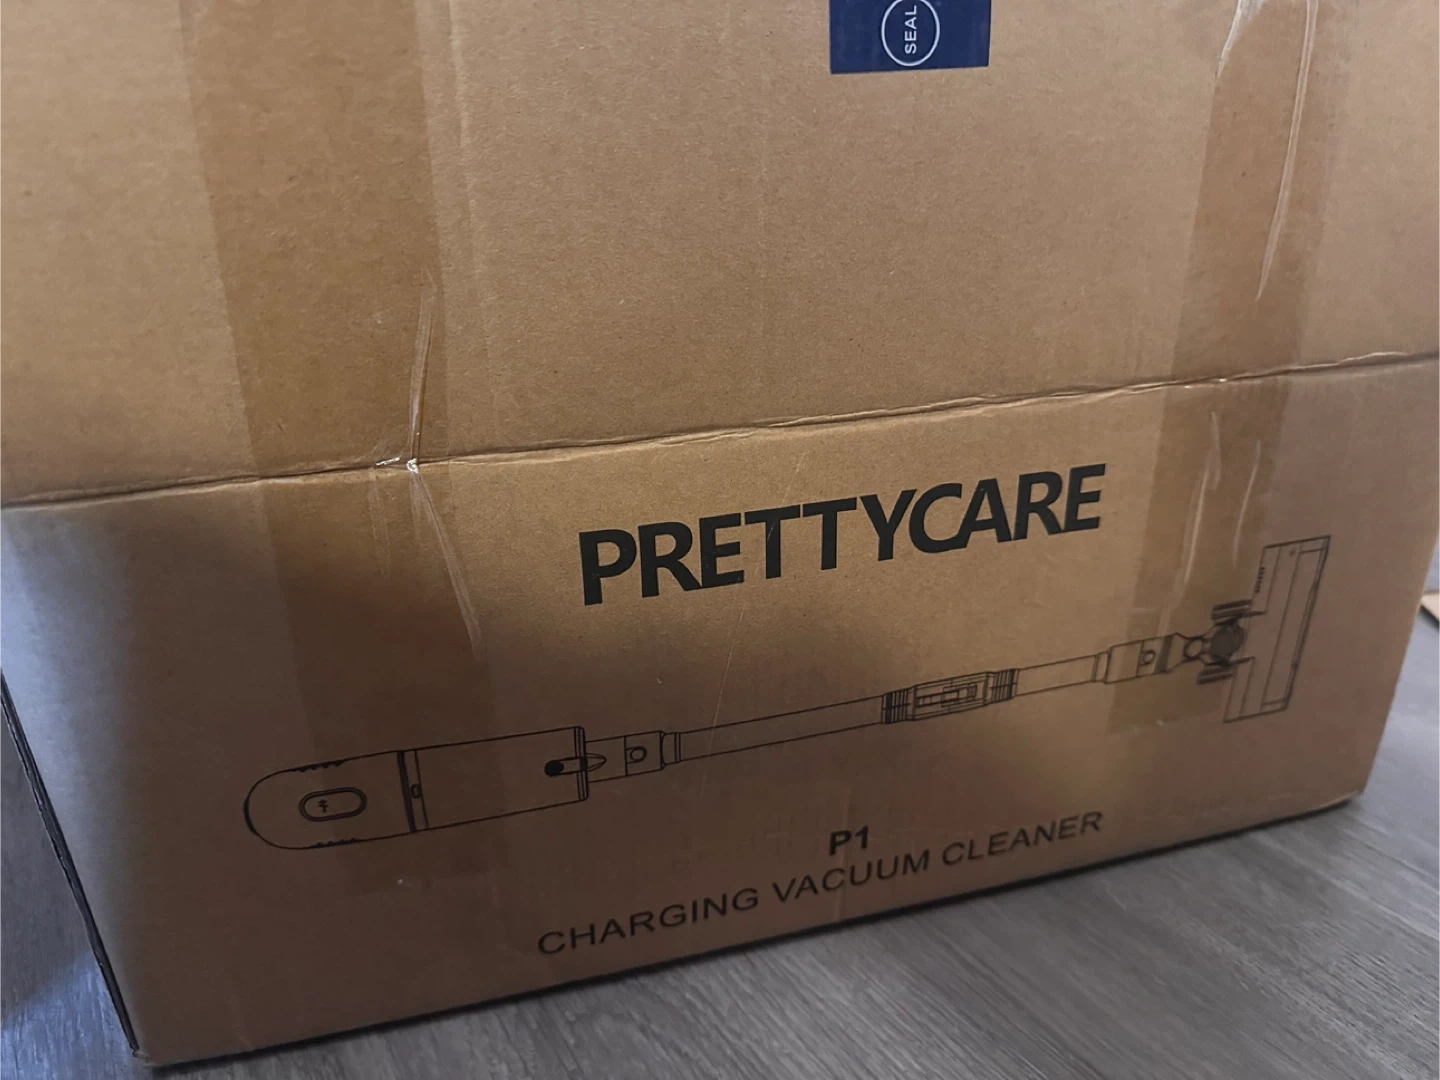 SEAL
PRETTYCARE
P1
CHARGING VACUUM CLEANER